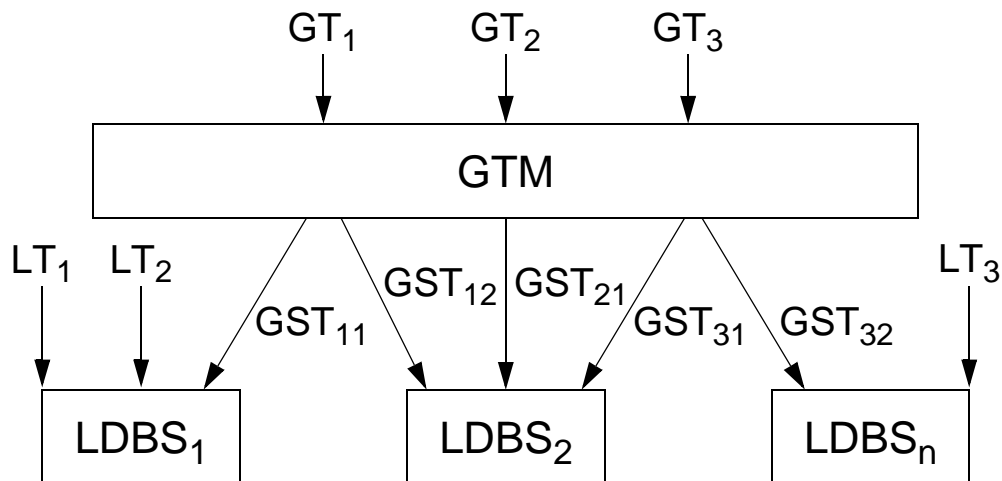 GT₁ GT₂ GT₃
GTM
LT₁ LT₂ LT₃
GST₁₁ GST₁₂ GST₂₁ GST₃₁ GST₃₂
LDBS₁ LDBS₂ LDBSₙ